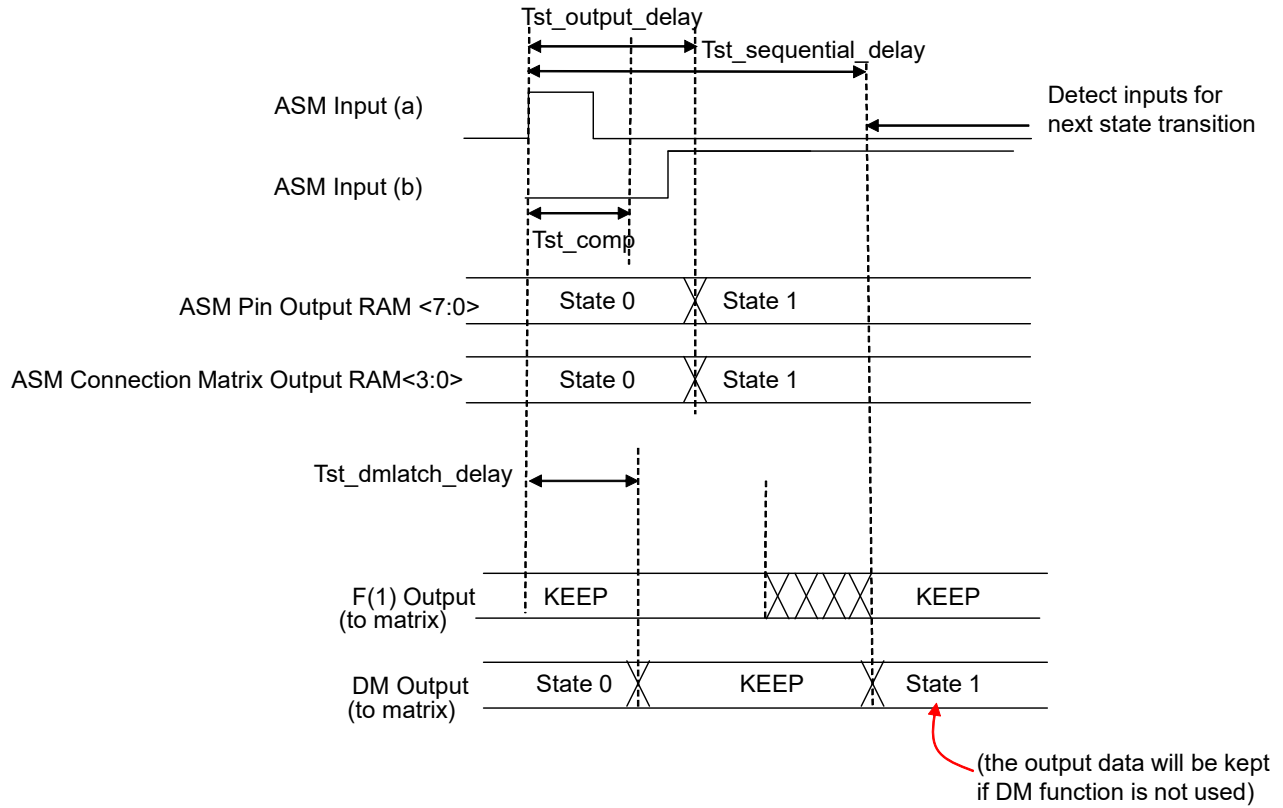 Tst_output_delay
Tst_sequential_delay
ASM Input (a)
Detect inputs for
next state transition
ASM Input (b)
Tst_comp
ASM Pin Output RAM <7:0>
State 0
State 1
ASM Connection Matrix Output RAM<3:0>
State 0
State 1
Tst_dmlatch_delay
F(1) Output
(to matrix)
KEEP
KEEP
DM Output
(to matrix)
State 0
KEEP
State 1
(the output data will be kept
if DM function is not used)